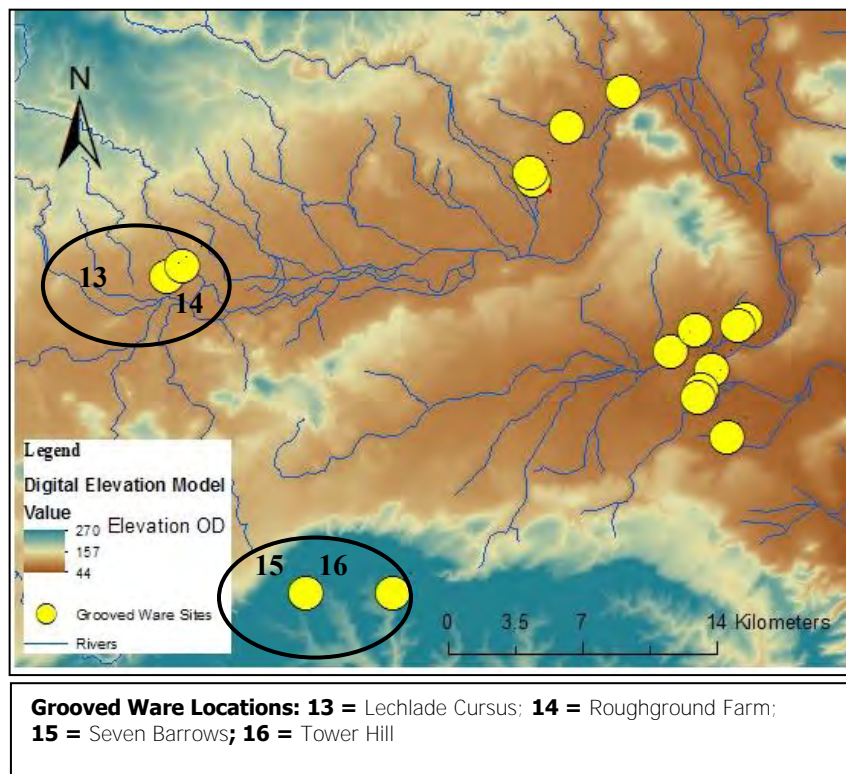 N
13
14
Legend
Digital Elevation Model
Value
270
157 Elevation OD
44
Grooved Ware Sites
Rivers
15 16
0 3.5 7 14 Kilometers
Grooved Ware Locations: 13 = Lechlade Cursus; 14 = Roughground Farm;
15 = Seven Barrows; 16 = Tower Hill